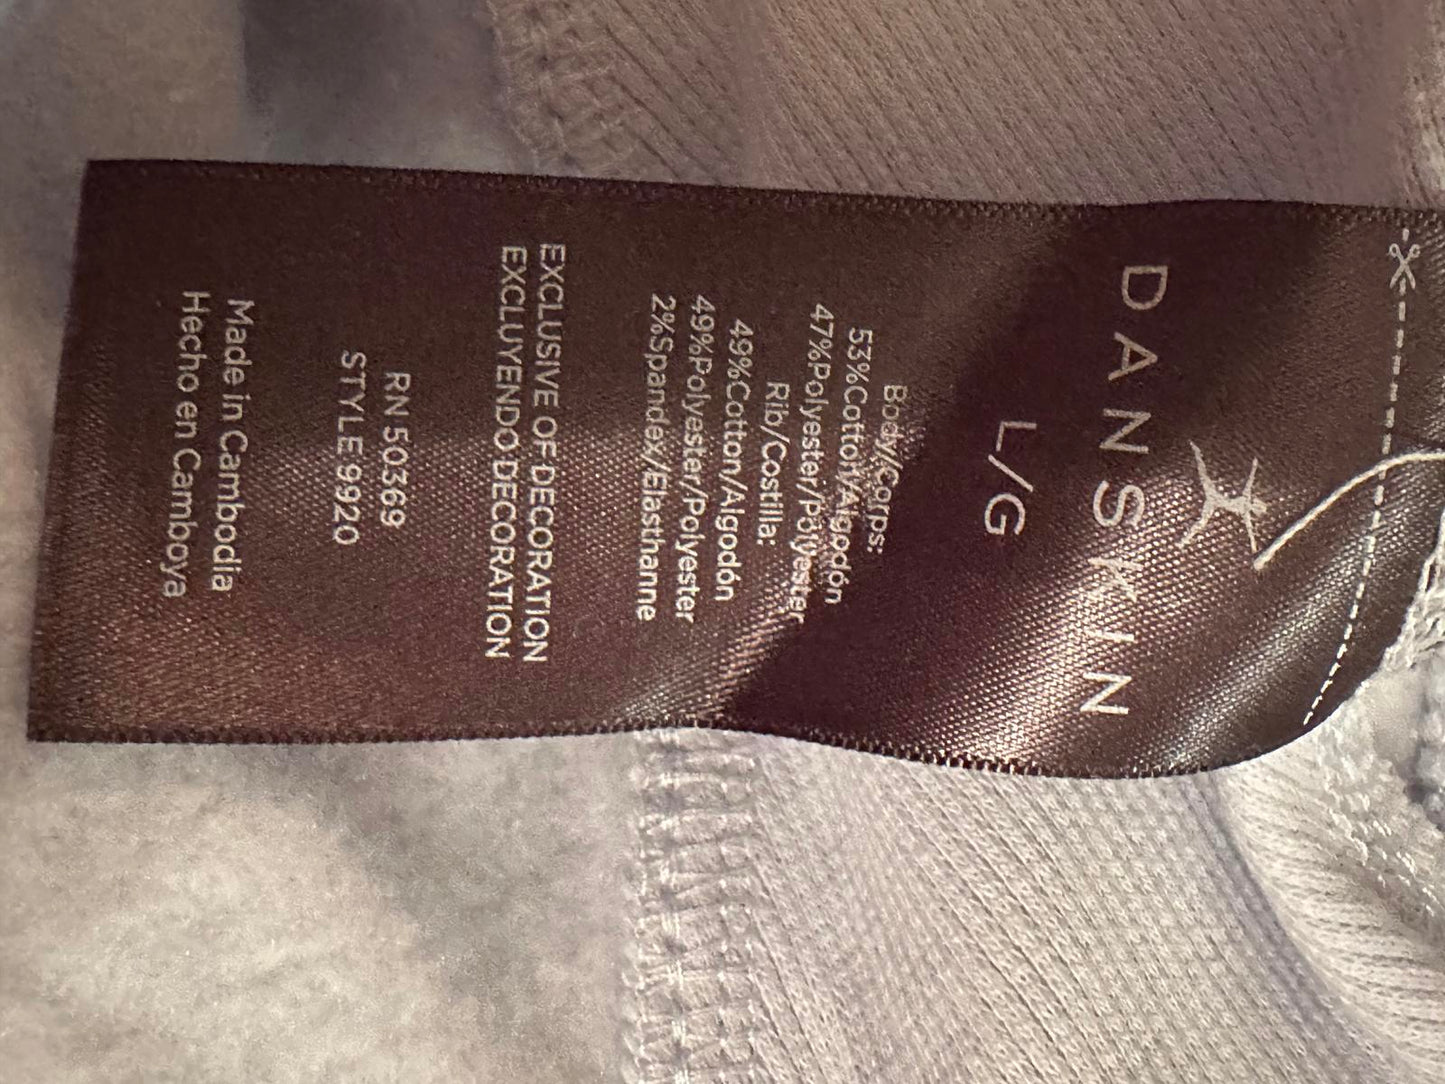 DANSKIN
L/G
Body/Corps:
53%Cotton/Algodón
47%Polyester/Polyester
Rib/Costilla:
49%Cotton/Algodón
49%Polyester/Polyester
2%Spandex/Elasthanne
EXCLUSIVE OF DECORATION
EXCLUYENDO DECORATION
RN 50369
STYLE 9920
Made in Cambodia
Hecho en Camboya